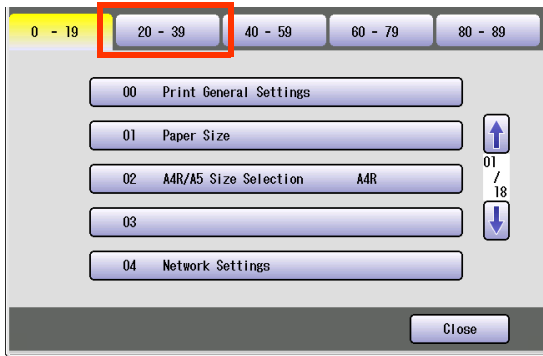 0 - 19 20 - 39 40 - 59 60 - 79 80 - 89
00 Print General Settings
01 Paper Size
02 A4R/A5 Size Selection A4R
03
04 Network Settings
01
/
18
Close